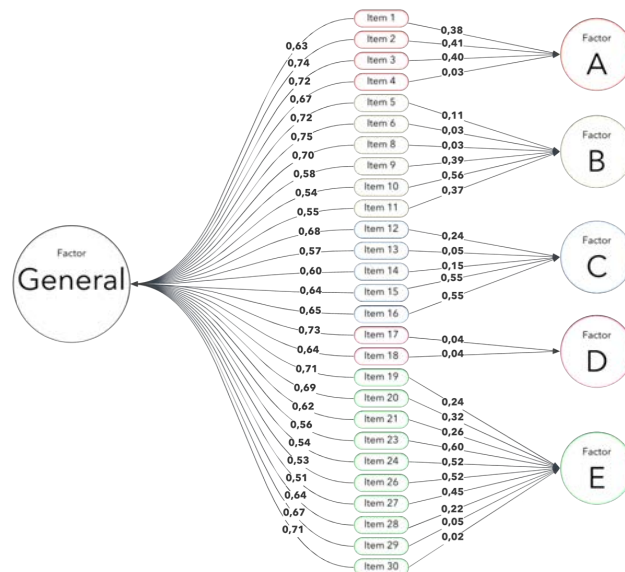 Factor
General
0,63
0,74
0,72
0,67
0,72
0,75
0,70
0,58
0,54
0,55
0,68
0,57
0,60
0,64
0,65
0,73
0,64
0,71
0,69
0,62
0,56
0,54
0,53
0,51
0,64
0,67
0,71
Item 1
Item 2
Item 3
Item 4
Item 5
Item 6
Item 8
Item 9
Item 10
Item 11
Item 12
Item 13
Item 14
Item 15
Item 16
Item 17
Item 18
Item 19
Item 20
Item 21
Item 23
Item 24
Item 26
Item 27
Item 28
Item 29
Item 30
0,38
0,41
0,40
0,03
0,11
0,03
0,03
0,39
0,56
0,37
0,24
0,05
0,15
0,55
0,55
0,04
0,04
0,24
0,32
0,26
0,60
0,52
0,52
0,45
0,22
0,05
0,02
Factor
A
Factor
B
Factor
C
Factor
D
Factor
E